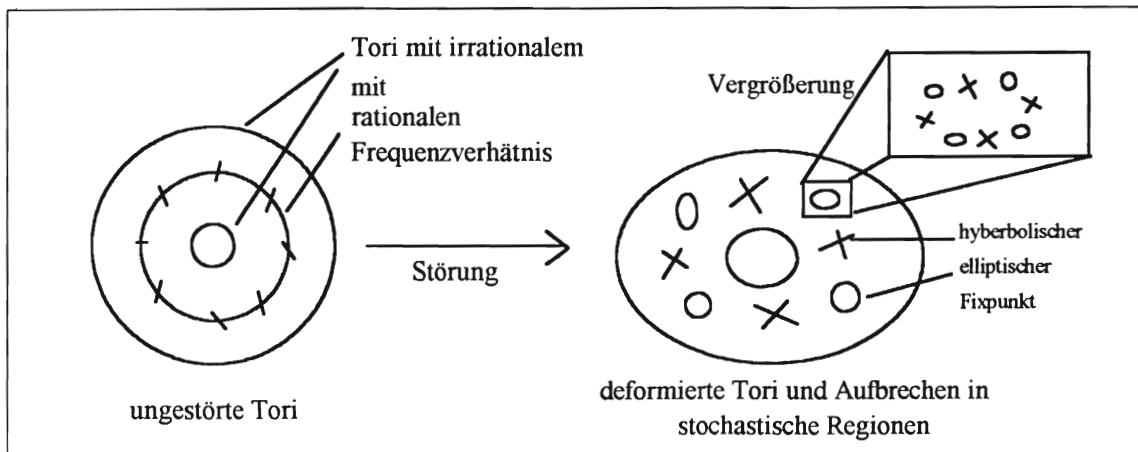 Tori mit irrationalem
mit
rationalen
Frequenzverhätnis
Störung
ungestörte Tori
Vergrößerung
hyberbolischer
elliptischer
Fixpunkt
deformierte Tori und Aufbrechen in
stochastische Regionen